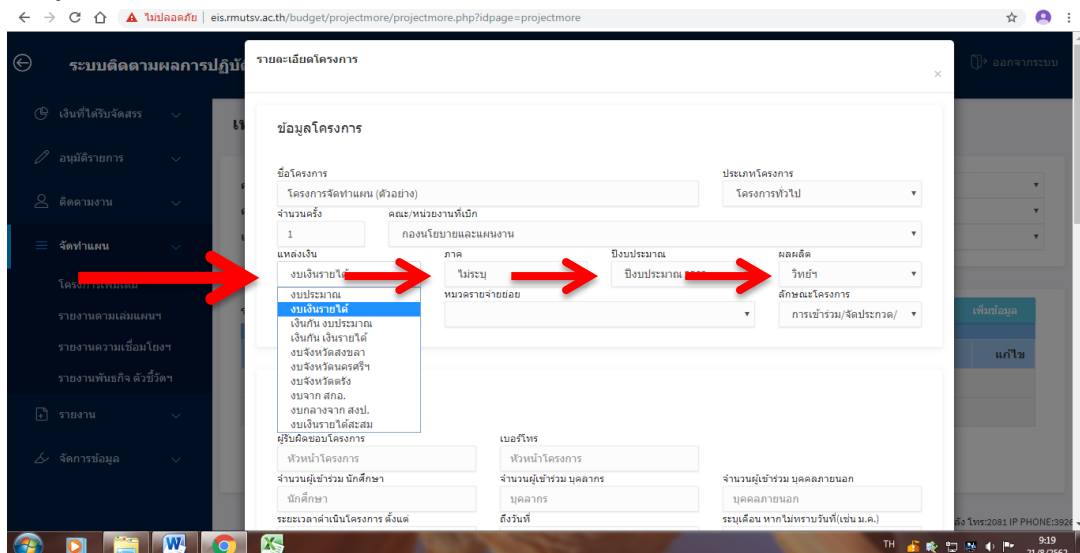 ไม่ปลอดภัย | eis.rmutsv.ac.th/budget/projectmore/projectmore.php?idpage=projectmore
ระบบติดตามผลการปฏิบัติ
ออกจากระบบ
เงินที่ได้รับจัดสรร
อนุมัติรายการ
ติดตามงาน
จัดทำแผน
โครงการเพิ่มเติม
รายงานตามเล่มแผนฯ
รายงานความเชื่อมโยงฯ
รายงานพันธกิจ ตัวชี้วัดฯ
รายงาน
จัดการข้อมูล
รายละเอียดโครงการ
×
ข้อมูลโครงการ
ชื่อโครงการ ประเภทโครงการ
โครงการจัดทำแผน (ตัวอย่าง) โครงการทั่วไป
จำนวนครั้ง คณะ/หน่วยงานที่เบิก
1 กองนโยบายและแผนงาน
แหล่งเงิน ภาค ปีงบประมาณ ผลผลิต
งบเงินรายได้ ไม่ระบุ ปีงบประมาณ วิทย์ฯ
หมวดรายจ่ายย่อย ลักษณะโครงการ
การเข้าร่วม/จัดประกวด/
งบประมาณ
งบเงินรายได้
เงินกัน งบประมาณ
เงินกัน เงินรายได้
งบจังหวัดสงขลา
งบจังหวัดนครศรีฯ
งบจังหวัดตรัง
งบจาก สกอ.
งบกลางจาก สงป.
งบเงินรายได้สะสม
เพิ่มข้อมูล
แก้ไข
ผู้รับผิดชอบโครงการ เบอร์โทร
หัวหน้าโครงการ หัวหน้าโครงการ
จำนวนผู้เข้าร่วม นักศึกษา จำนวนผู้เข้าร่วม บุคลากร จำนวนผู้เข้าร่วม บุคคลภายนอก
นักศึกษา บุคลากร บุคคลภายนอก
ระยะเวลาดำเนินโครงการ ตั้งแต่ ถึงวันที่ ระบุเดือน หากไม่ทราบวันที่(เช่น ม.ค.)
ลัง โทร:2081 IP PHONE:3926
TH 9:19
21/8/2562